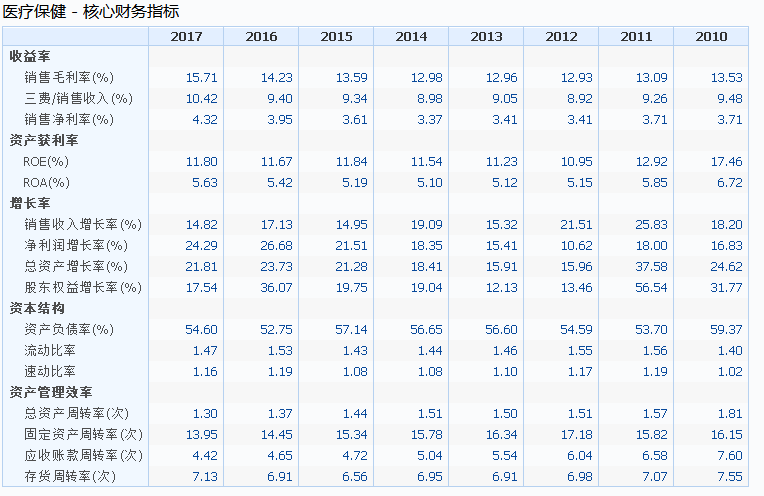 医疗保健 - 核心财务指标
2017 2016 2015 2014 2013 2012 2011 2010
收益率
销售毛利率(%) 15.71 14.23 13.59 12.98 12.96 12.93 13.09 13.53
三费/销售收入(%) 10.42 9.40 9.34 8.98 9.05 8.92 9.26 9.48
销售净利率(%) 4.32 3.95 3.61 3.37 3.41 3.41 3.71 3.71
资产获利率
ROE(%) 11.80 11.67 11.84 11.54 11.23 10.95 12.92 17.46
ROA(%) 5.63 5.42 5.19 5.10 5.12 5.15 5.85 6.72
增长率
销售收入增长率(%) 14.82 17.13 14.95 19.09 15.32 21.51 25.83 18.20
净利润增长率(%) 24.29 26.68 21.51 18.35 15.41 10.62 18.00 16.83
总资产增长率(%) 21.81 23.73 21.28 18.41 15.91 15.96 37.58 24.62
股东权益增长率(%) 17.54 36.07 19.75 19.04 12.13 13.46 56.54 31.77
资本结构
资产负债率(%) 54.60 52.75 57.14 56.65 56.60 54.59 53.70 59.37
流动比率 1.47 1.53 1.43 1.44 1.46 1.55 1.56 1.40
速动比率 1.16 1.19 1.08 1.08 1.10 1.17 1.19 1.02
资产管理效率
总资产周转率(次) 1.30 1.37 1.44 1.51 1.50 1.51 1.57 1.81
固定资产周转率(次) 13.95 14.45 15.34 15.78 16.34 17.18 15.82 16.15
应收账款周转率(次) 4.42 4.65 4.72 5.04 5.54 6.04 6.58 7.60
存货周转率(次) 7.13 6.91 6.56 6.95 6.91 6.98 7.07 7.55